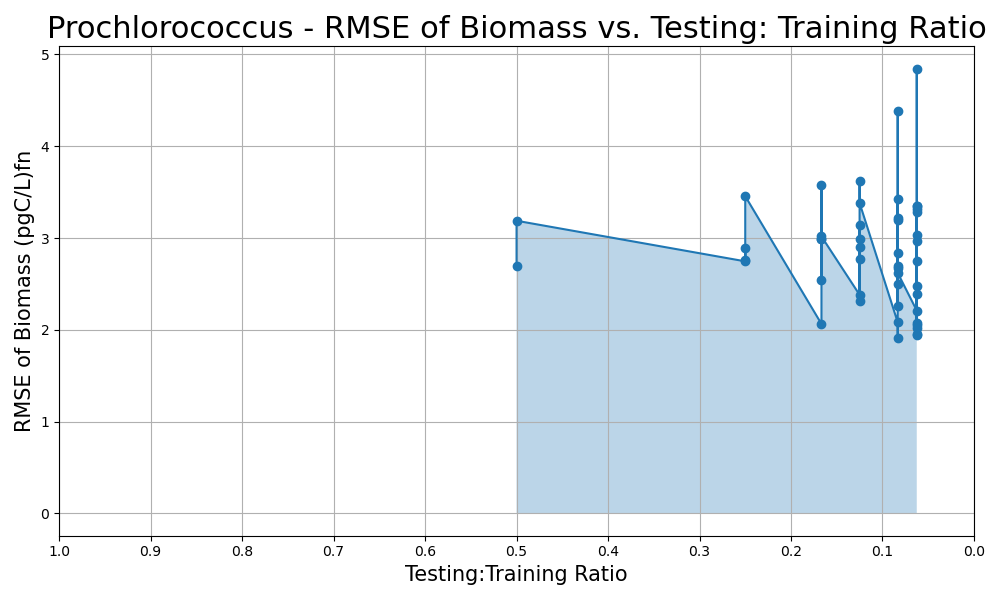 Prochlorococcus - RMSE of Biomass vs. Testing: Training Ratio
RMSE of Biomass (pgC/L)fn
5
4
3
2
1
0
1.0 0.9 0.8 0.7 0.6 0.5 0.4 0.3 0.2 0.1 0.0
Testing:Training Ratio